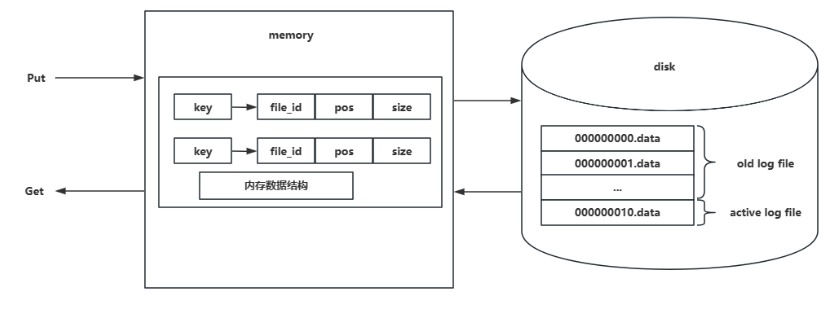 memory
disk
Put
key file_id pos size
key file_id pos size
内存数据结构
Get
000000000.data
000000001.data
...
000000010.data
old log file
active log file